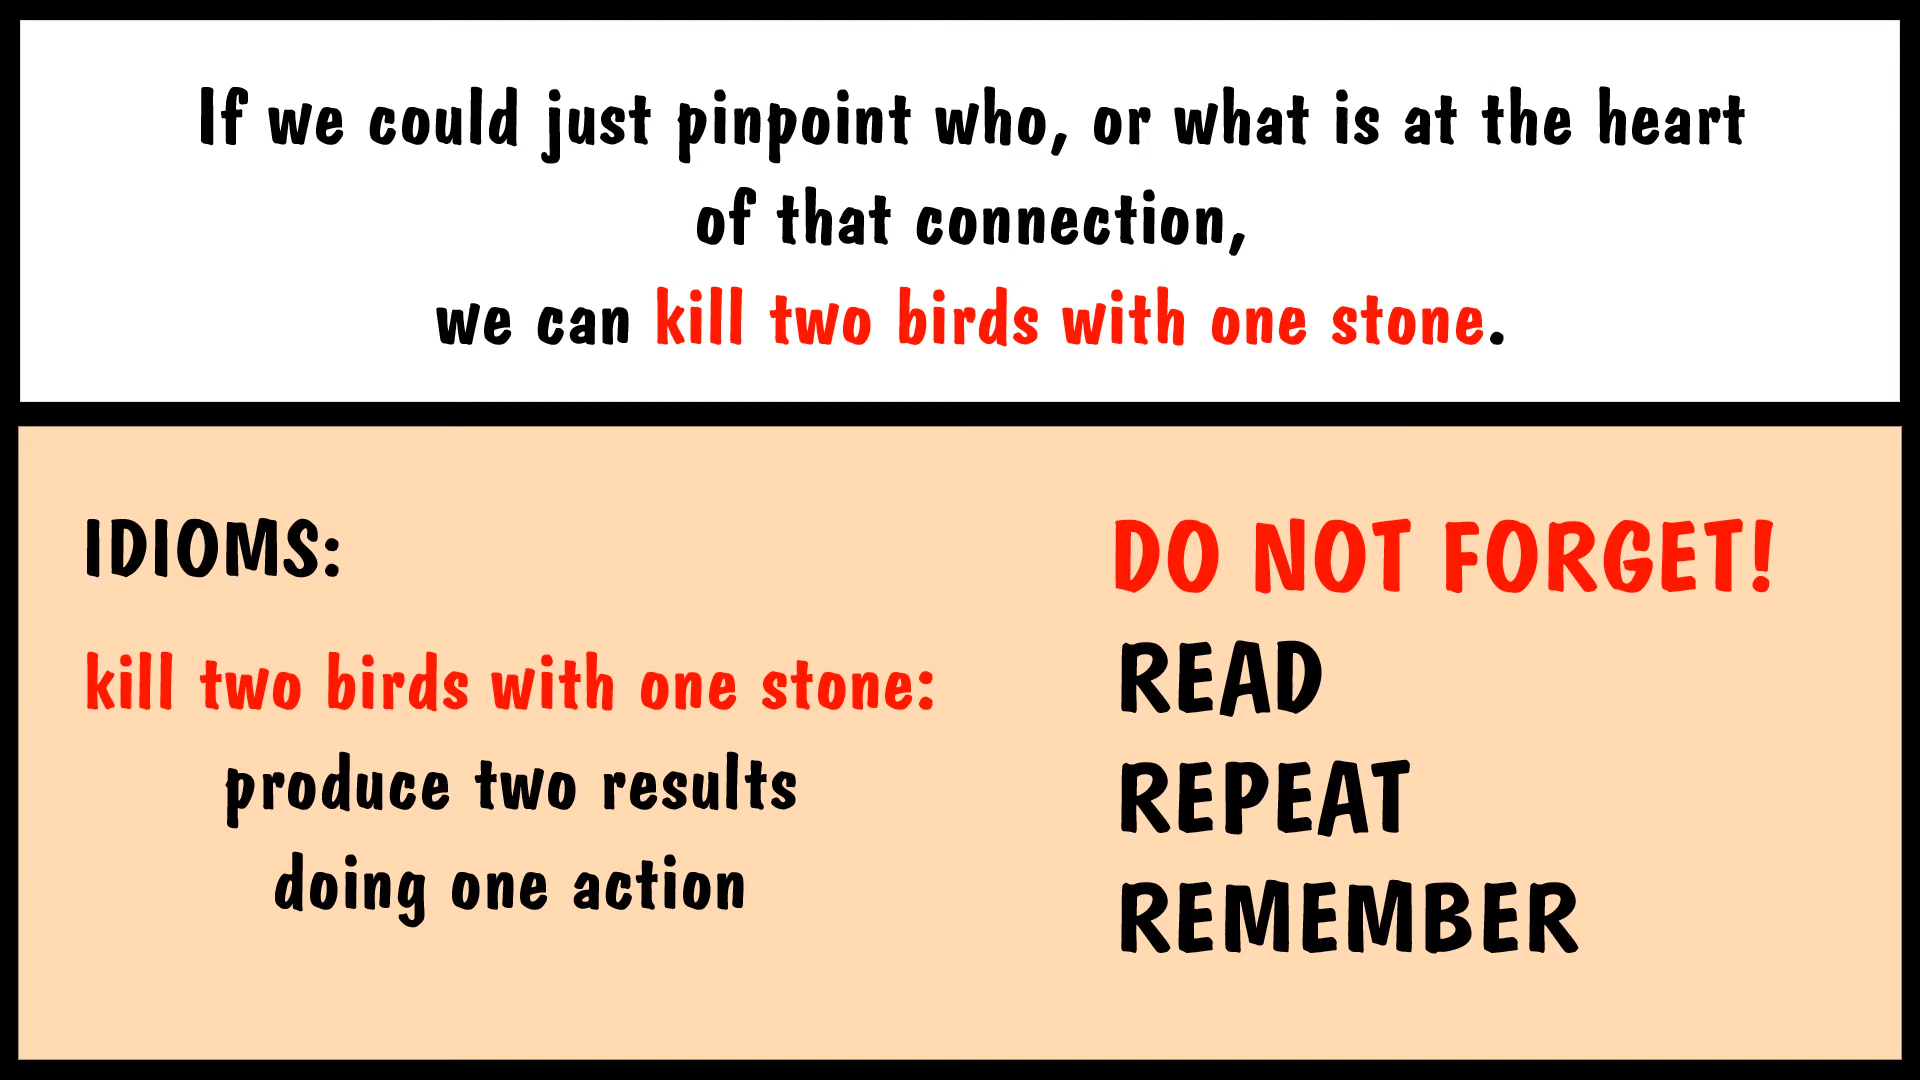 If we could just pinpoint who, or what is at the heart
of that connection,
we can kill two birds with one stone.
IDIOMS:
kill two birds with one stone:
produce two results
doing one action
DO NOT FORGET!
READ
REPEAT
REMEMBER